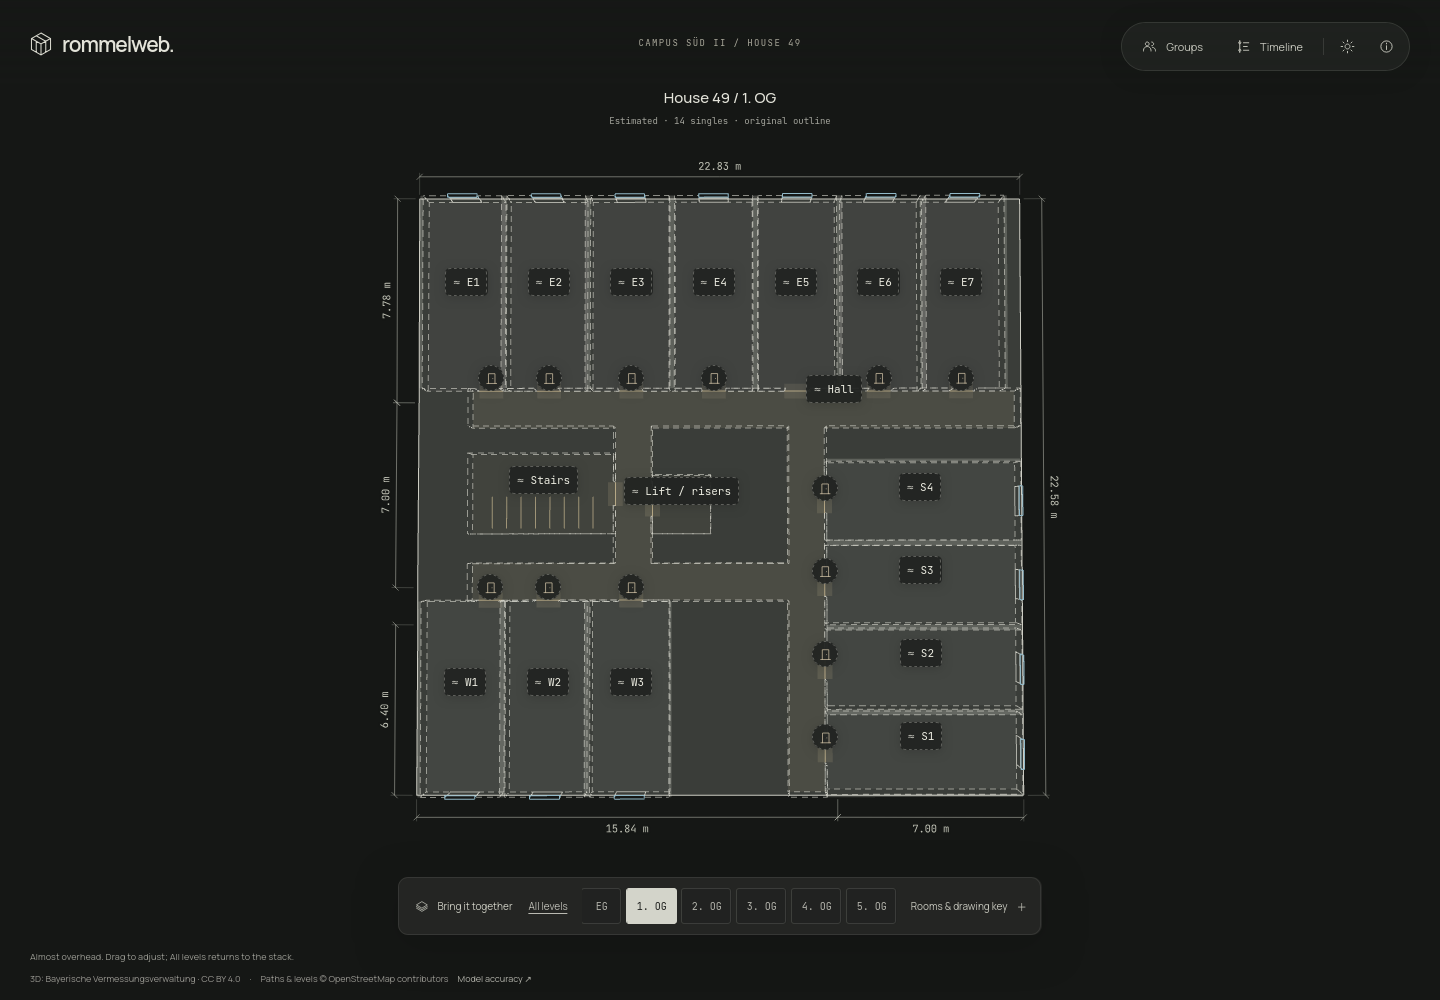 rommelweb.
CAMPUS SÜD II / HOUSE 49
Groups
Timeline
House 49 / 1. OG
Estimated · 14 singles · original outline
22.83 m
7.78 m
≈ E1
≈ E2
≈ E3
≈ E4
≈ E5
≈ E6
≈ E7
≈ Hall
≈ Stairs
≈ Lift / risers
≈ S4
7.00 m
22.58 m
≈ S3
≈ S2
≈ W1
≈ W2
≈ W3
6.40 m
≈ S1
15.84 m
7.00 m
Bring it together
All levels
EG
1. OG
2. OG
3. OG
4. OG
5. OG
Rooms & drawing key +
Almost overhead. Drag to adjust; All levels returns to the stack.
3D: Bayerische Vermessungsverwaltung · CC BY 4.0 · Paths & levels © OpenStreetMap contributors Model accuracy ↗